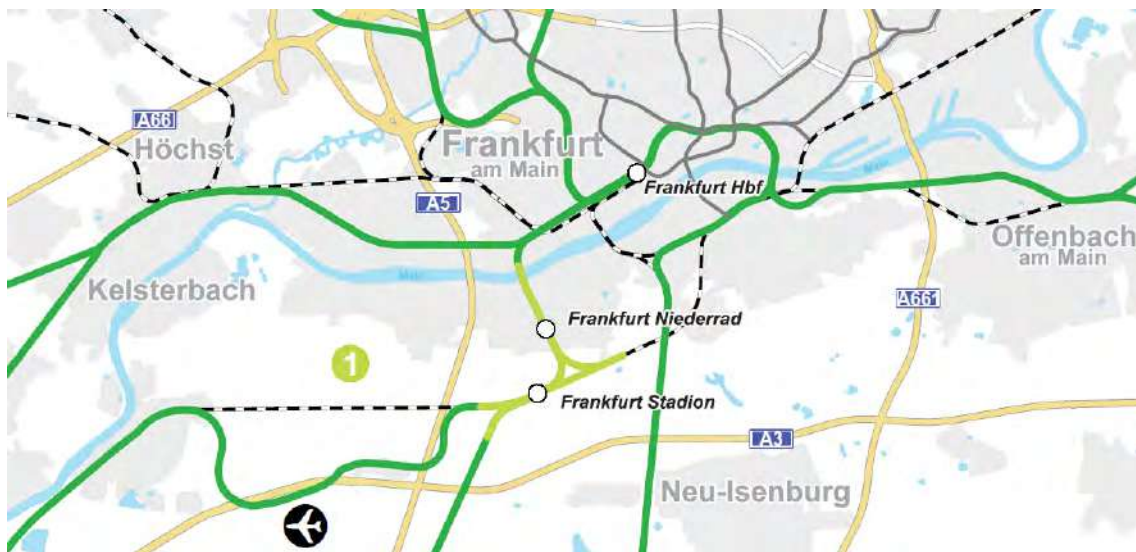 A66
Höchst
Frankfurt
am Main
Frankfurt Hbf
A5
Main
Offenbach
am Main
Kelsterbach
Main
A661
Frankfurt Niederrad
1
Frankfurt Stadion
A3
Neu-Isenburg